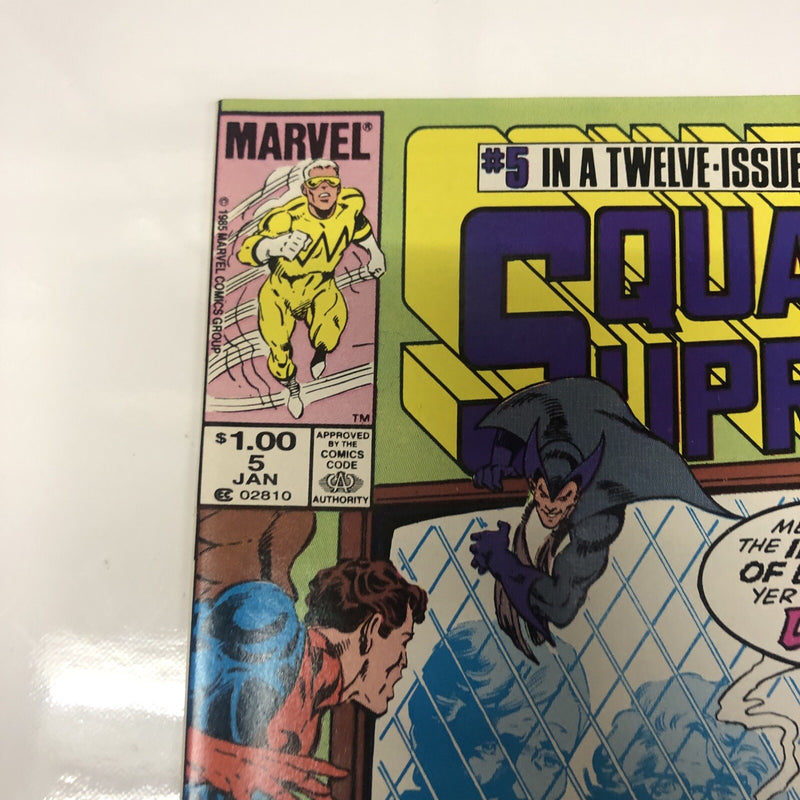 MARVEL®
© 1985 MARVEL COMICS GROUP
TM
$1.00
5
JAN
CC 02810
APPROVED
BY THE
COMICS
CODE
CA
AUTHORITY
#5 IN A TWELVE-ISSUE
SQUA
SUPR
THE
OF
YER